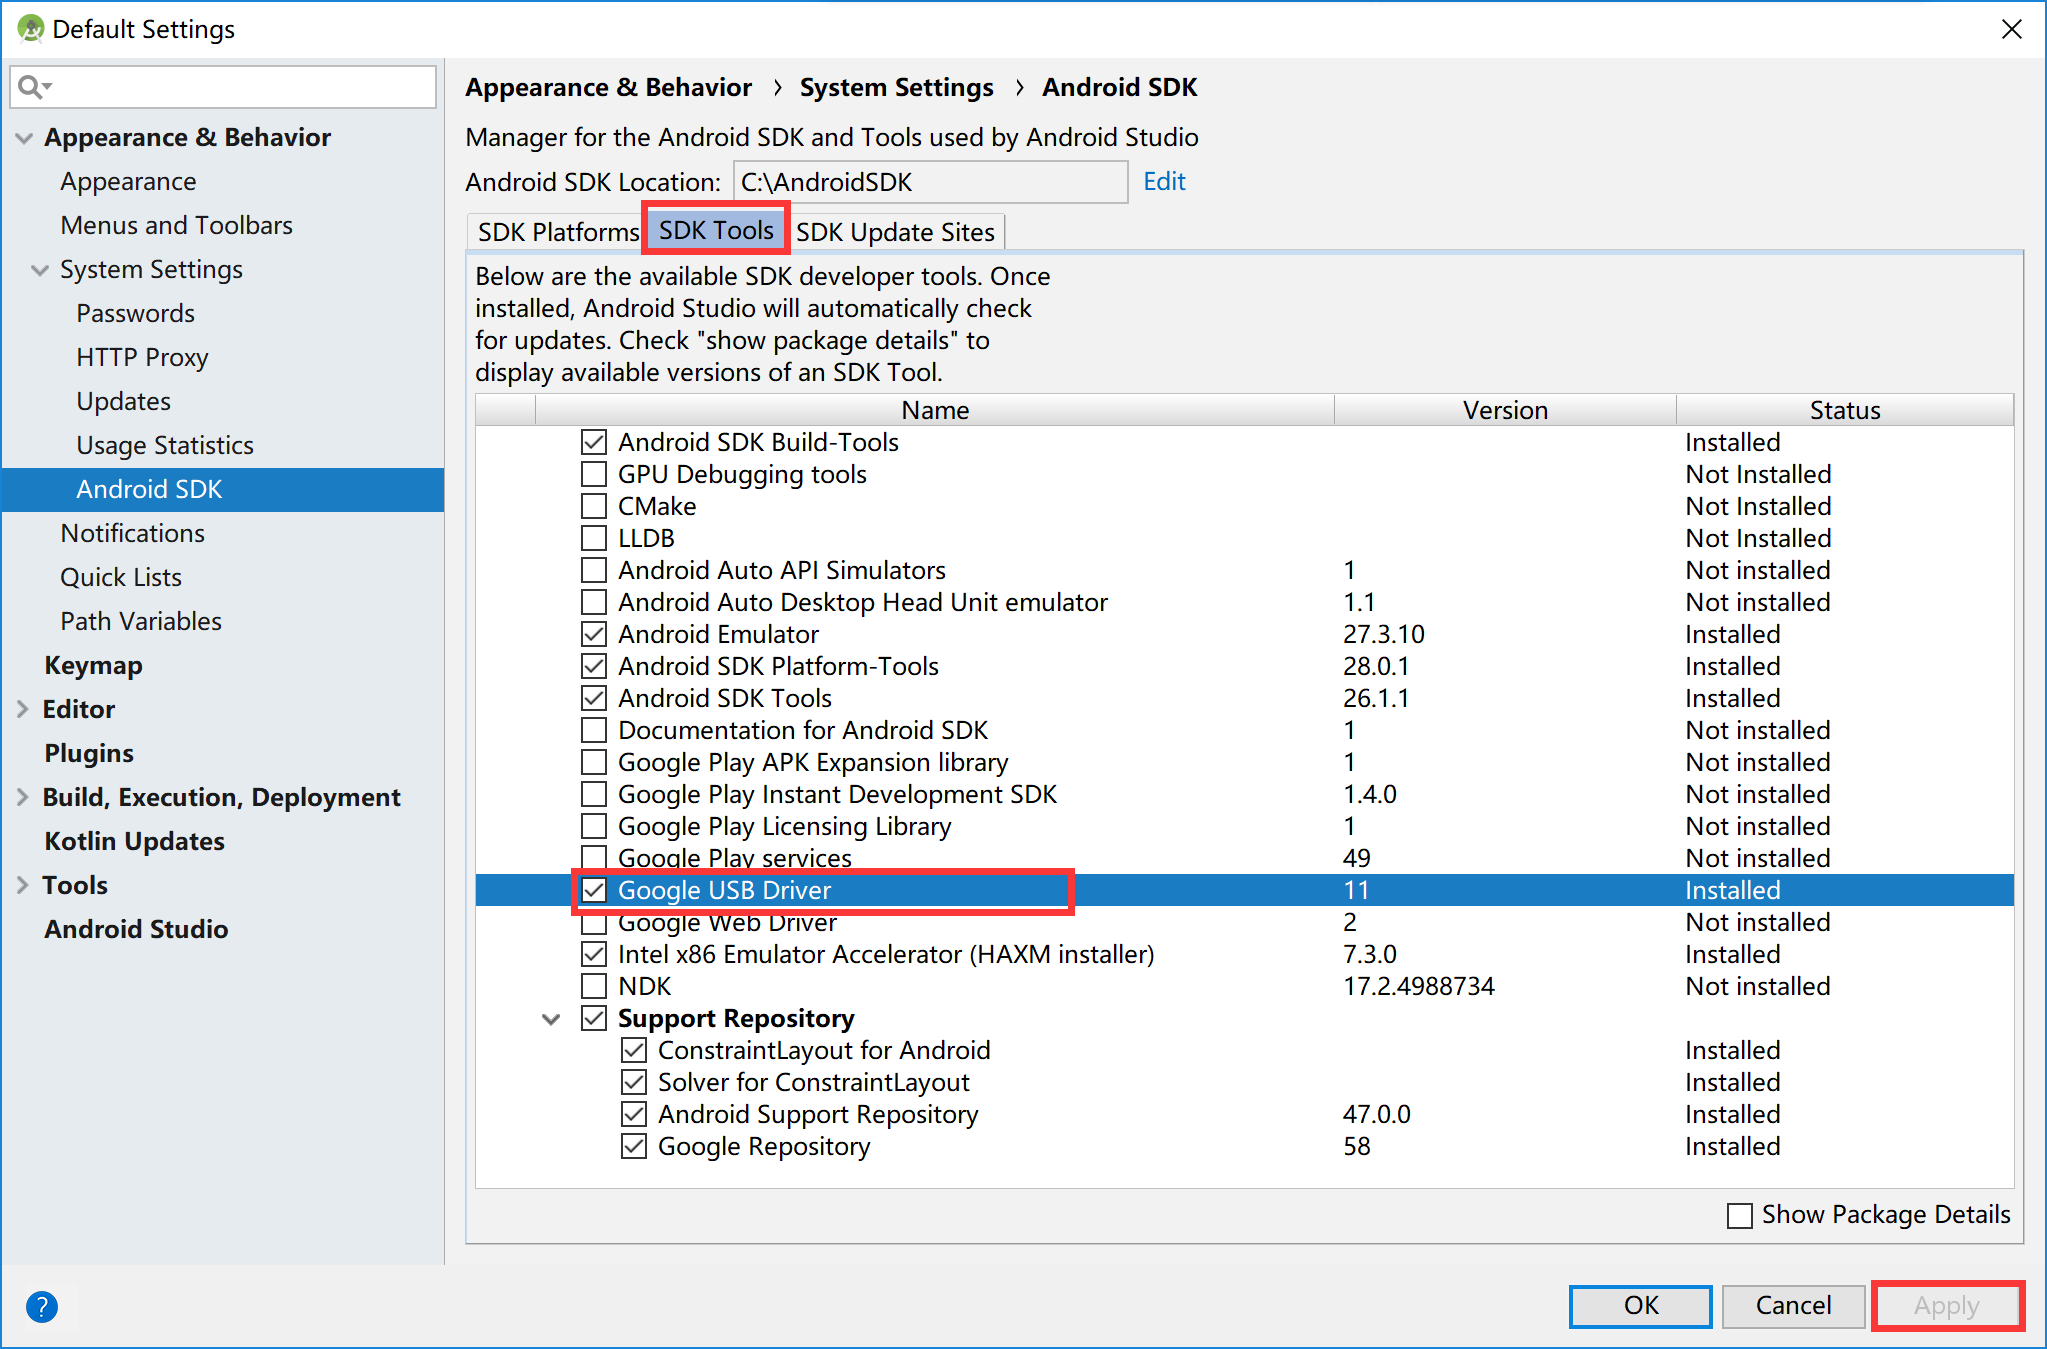 Default Settings
Appearance & Behavior
Appearance
Menus and Toolbars
System Settings
Passwords
HTTP Proxy
Updates
Usage Statistics
Android SDK
Notifications
Quick Lists
Path Variables
Keymap
Editor
Plugins
Build, Execution, Deployment
Kotlin Updates
Tools
Android Studio
Appearance & Behavior › System Settings › Android SDK
Manager for the Android SDK and Tools used by Android Studio
Android SDK Location: C:\AndroidSDK Edit
SDK Platforms SDK Tools SDK Update Sites
Below are the available SDK developer tools. Once
installed, Android Studio will automatically check
for updates. Check "show package details" to
display available versions of an SDK Tool.
Name Version Status
Android SDK Build-Tools Installed
GPU Debugging tools Not Installed
CMake Not Installed
LLDB Not Installed
Android Auto API Simulators 1 Not installed
Android Auto Desktop Head Unit emulator 1.1 Not installed
Android Emulator 27.3.10 Installed
Android SDK Platform-Tools 28.0.1 Installed
Android SDK Tools 26.1.1 Installed
Documentation for Android SDK 1 Not installed
Google Play APK Expansion library 1 Not installed
Google Play Instant Development SDK 1.4.0 Not installed
Google Play Licensing Library 1 Not installed
Google Play services 49 Not installed
Google USB Driver 11 Installed
Google Web Driver 2 Not installed
Intel x86 Emulator Accelerator (HAXM installer) 7.3.0 Installed
NDK 17.2.4988734 Not installed
Support Repository
ConstraintLayout for Android Installed
Solver for ConstraintLayout Installed
Android Support Repository 47.0.0 Installed
Google Repository 58 Installed
Show Package Details
? OK Cancel Apply